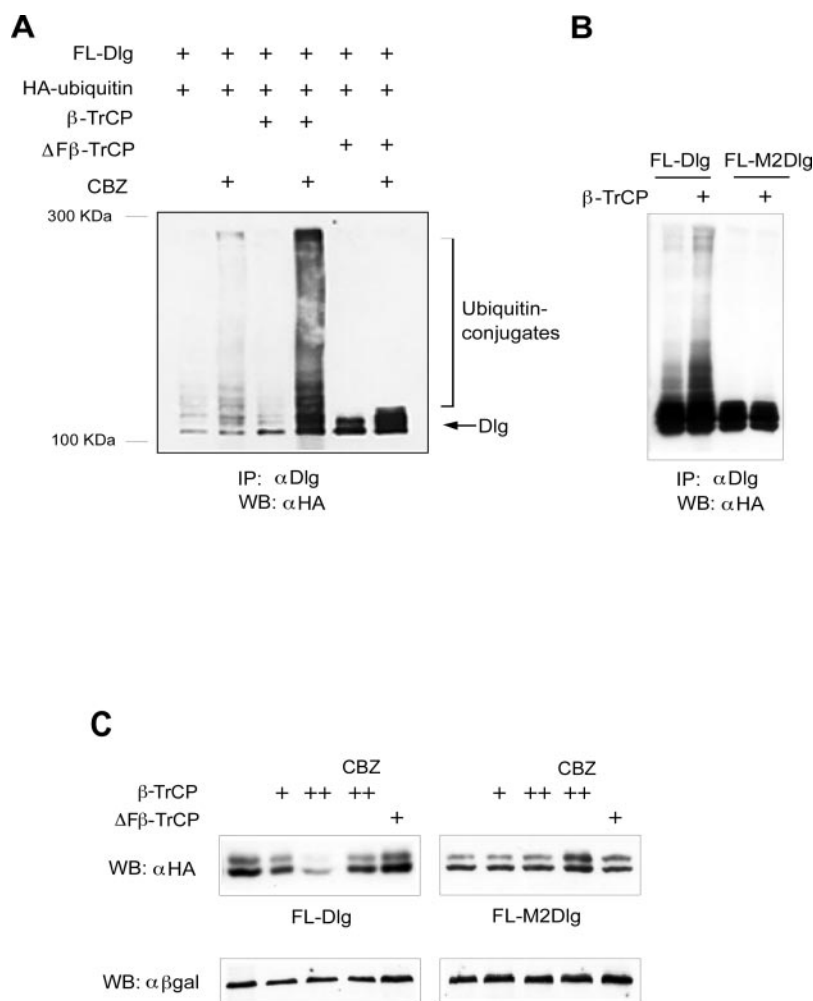 A
FL-Dlg + + + + + +
HA-ubiquitin + + + + + +
β-TrCP + +
ΔFβ-TrCP + +
CBZ + + +
300 KDa
Ubiquitin-
conjugates
Dlg
100 KDa
IP: αDlg
WB: αHA
B
FL-Dlg FL-M2Dlg
β-TrCP + +
IP: αDlg
WB: αHA
C
CBZ CBZ
β-TrCP + ++ ++ + ++ ++
ΔFβ-TrCP + +
WB: αHA
FL-Dlg FL-M2Dlg
WB: αβgal